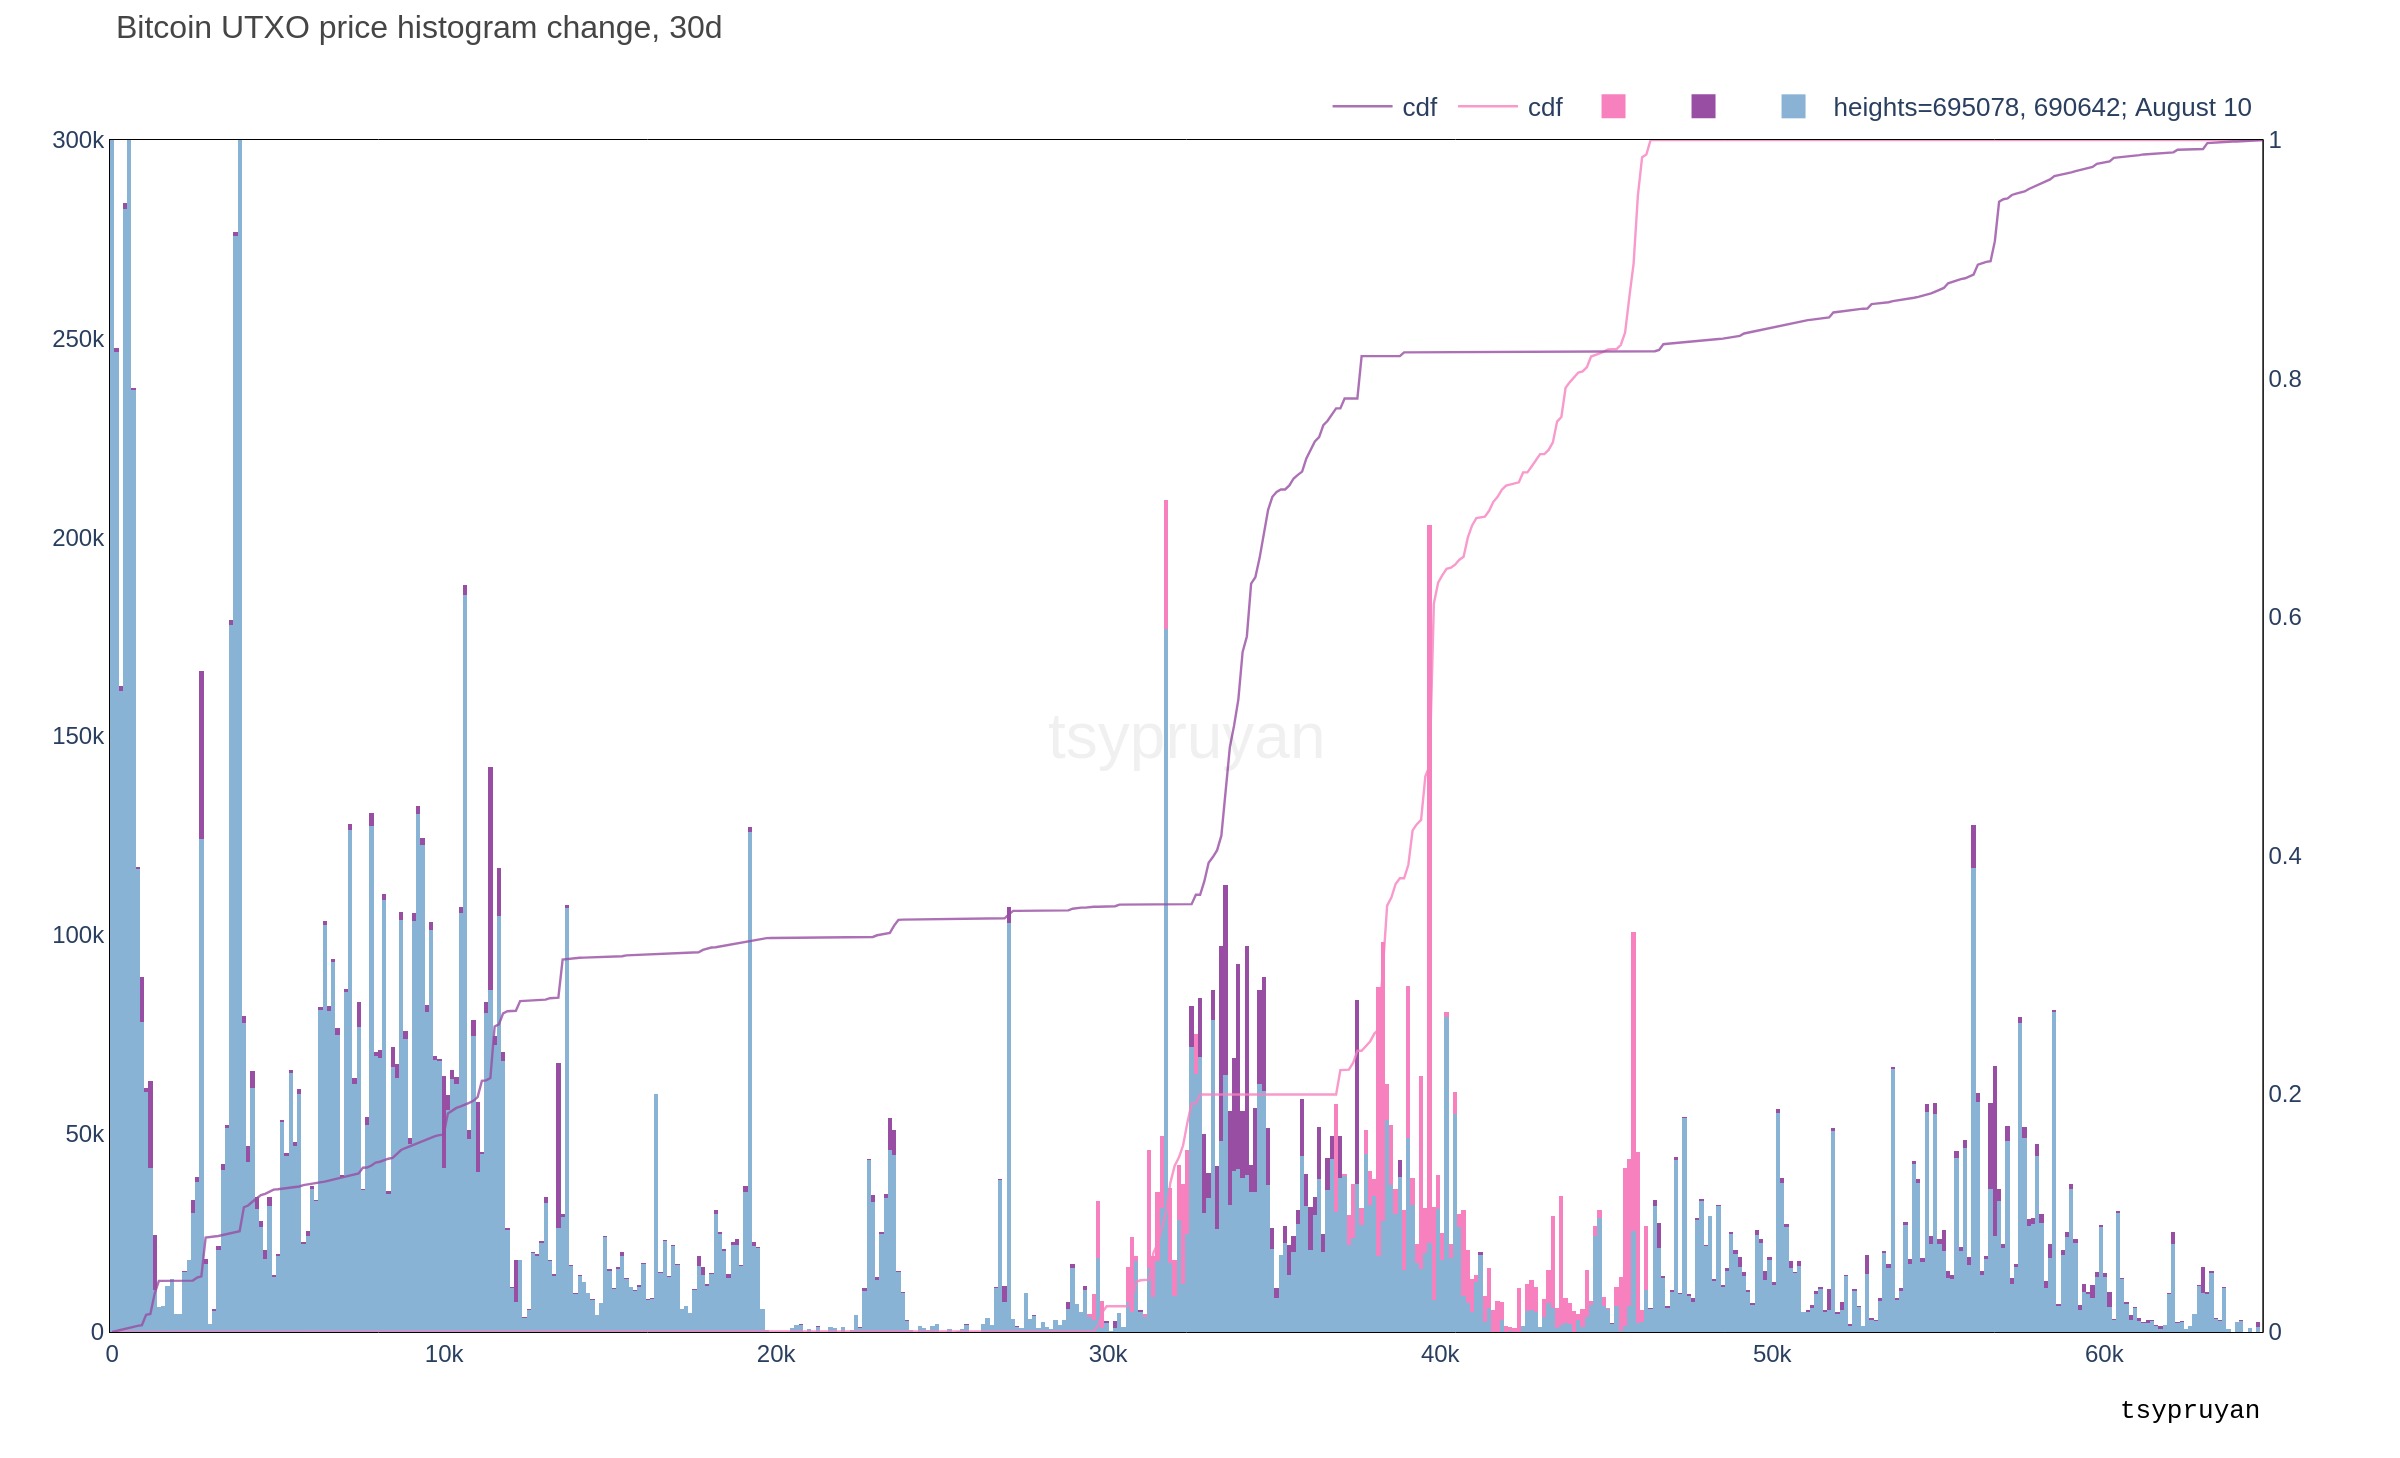 Bitcoin UTXO price histogram change, 30d
cdf cdf heights=695078, 690642; August 10
300k 1
250k
0.8
200k
0.6
150k
tsypruyan
0.4
100k
0.2
50k
0 0
0 10k 20k 30k 40k 50k 60k
tsypruyan